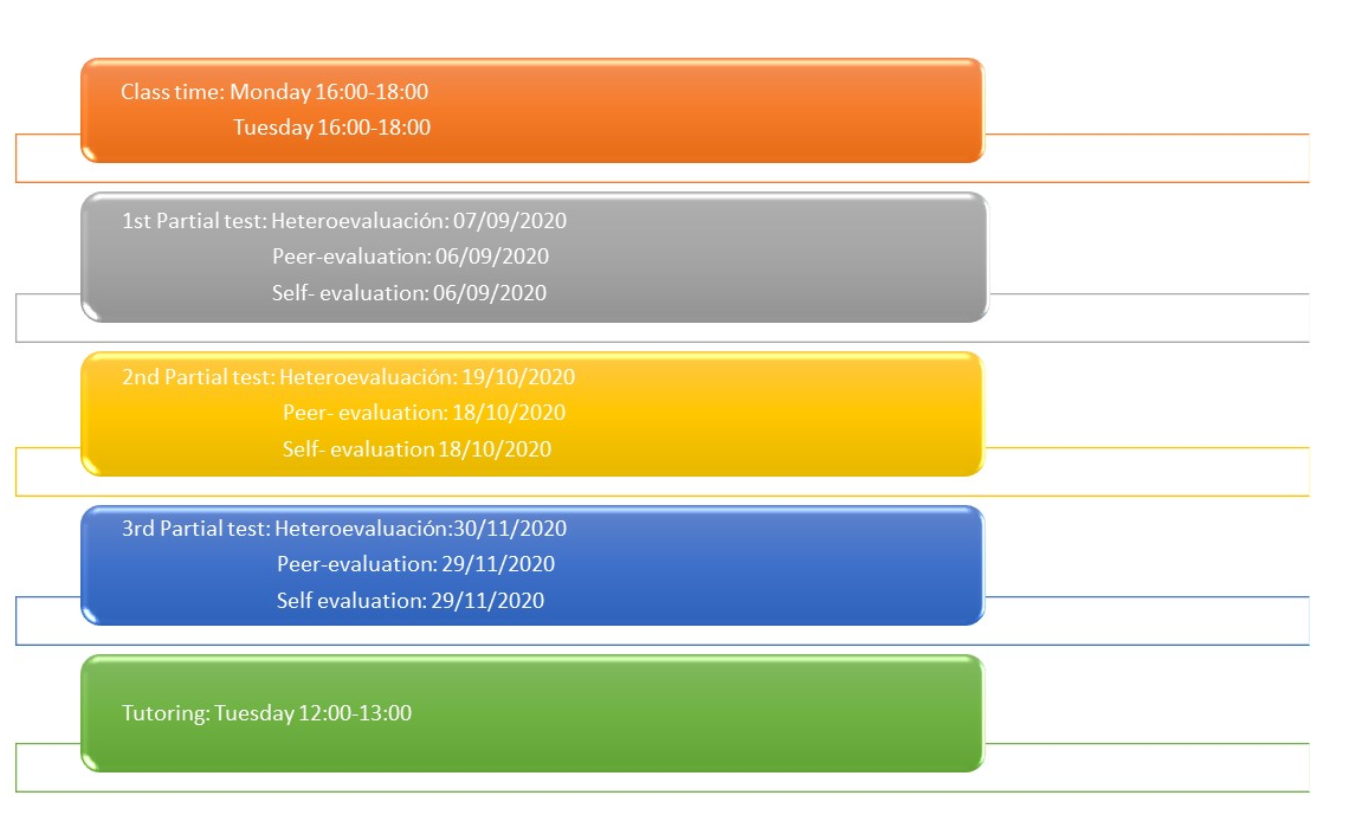 Class time: Monday 16:00-18:00
Tuesday 16:00-18:00
1st Partial test: Heteroevaluación: 07/09/2020
Peer-evaluation: 06/09/2020
Self- evaluation: 06/09/2020
2nd Partial test: Heteroevaluación: 19/10/2020
Peer- evaluation: 18/10/2020
Self- evaluation 18/10/2020
3rd Partial test: Heteroevaluación:30/11/2020
Peer-evaluation: 29/11/2020
Self evaluation: 29/11/2020
Tutoring: Tuesday 12:00-13:00